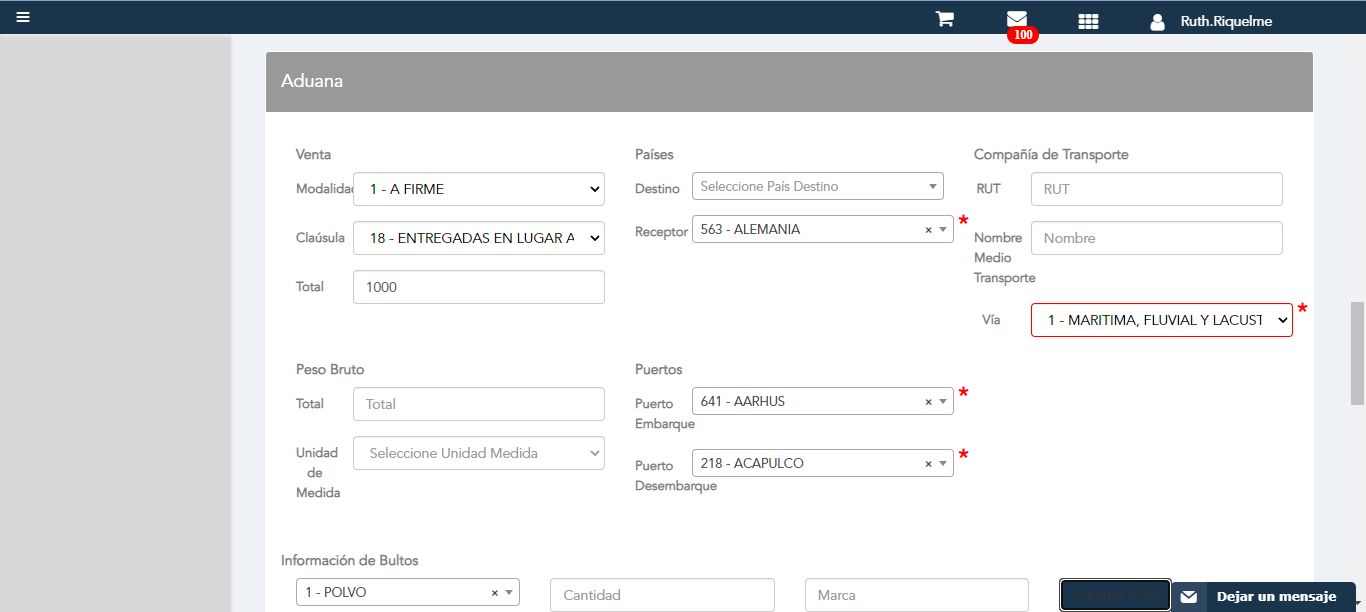 100
Ruth.Riquelme
Aduana
Venta
Modalidad
1 - A FIRME
Claúsula
18 - ENTREGADAS EN LUGAR A
Total
1000
Países
Destino
Seleccione País Destino
Receptor
563 - ALEMANIA
×
*
Compañía de Transporte
RUT
RUT
Nombre
Medio
Transporte
Nombre
Vía
1 - MARITIMA, FLUVIAL Y LACUST
*
Peso Bruto
Total
Total
Unidad
de
Medida
Seleccione Unidad Medida
Puertos
Puerto
Embarque
641 - AARHUS
×
*
Puerto
Desembarque
218 - ACAPULCO
×
*
Información de Bultos
1 - POLVO
×
Cantidad
Marca
Dejar un mensaje